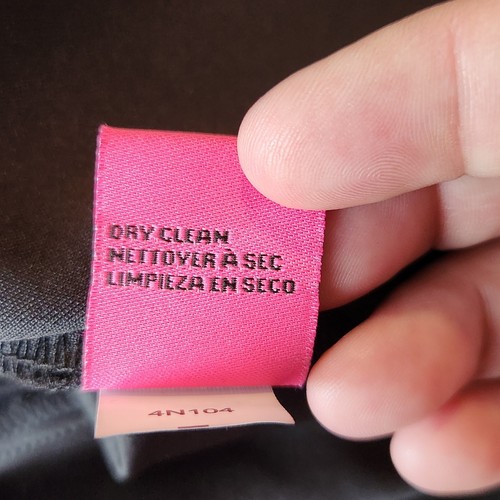 DRY CLEAN
NETTOYER À SEC
LIMPIEZA EN SECO
4N104